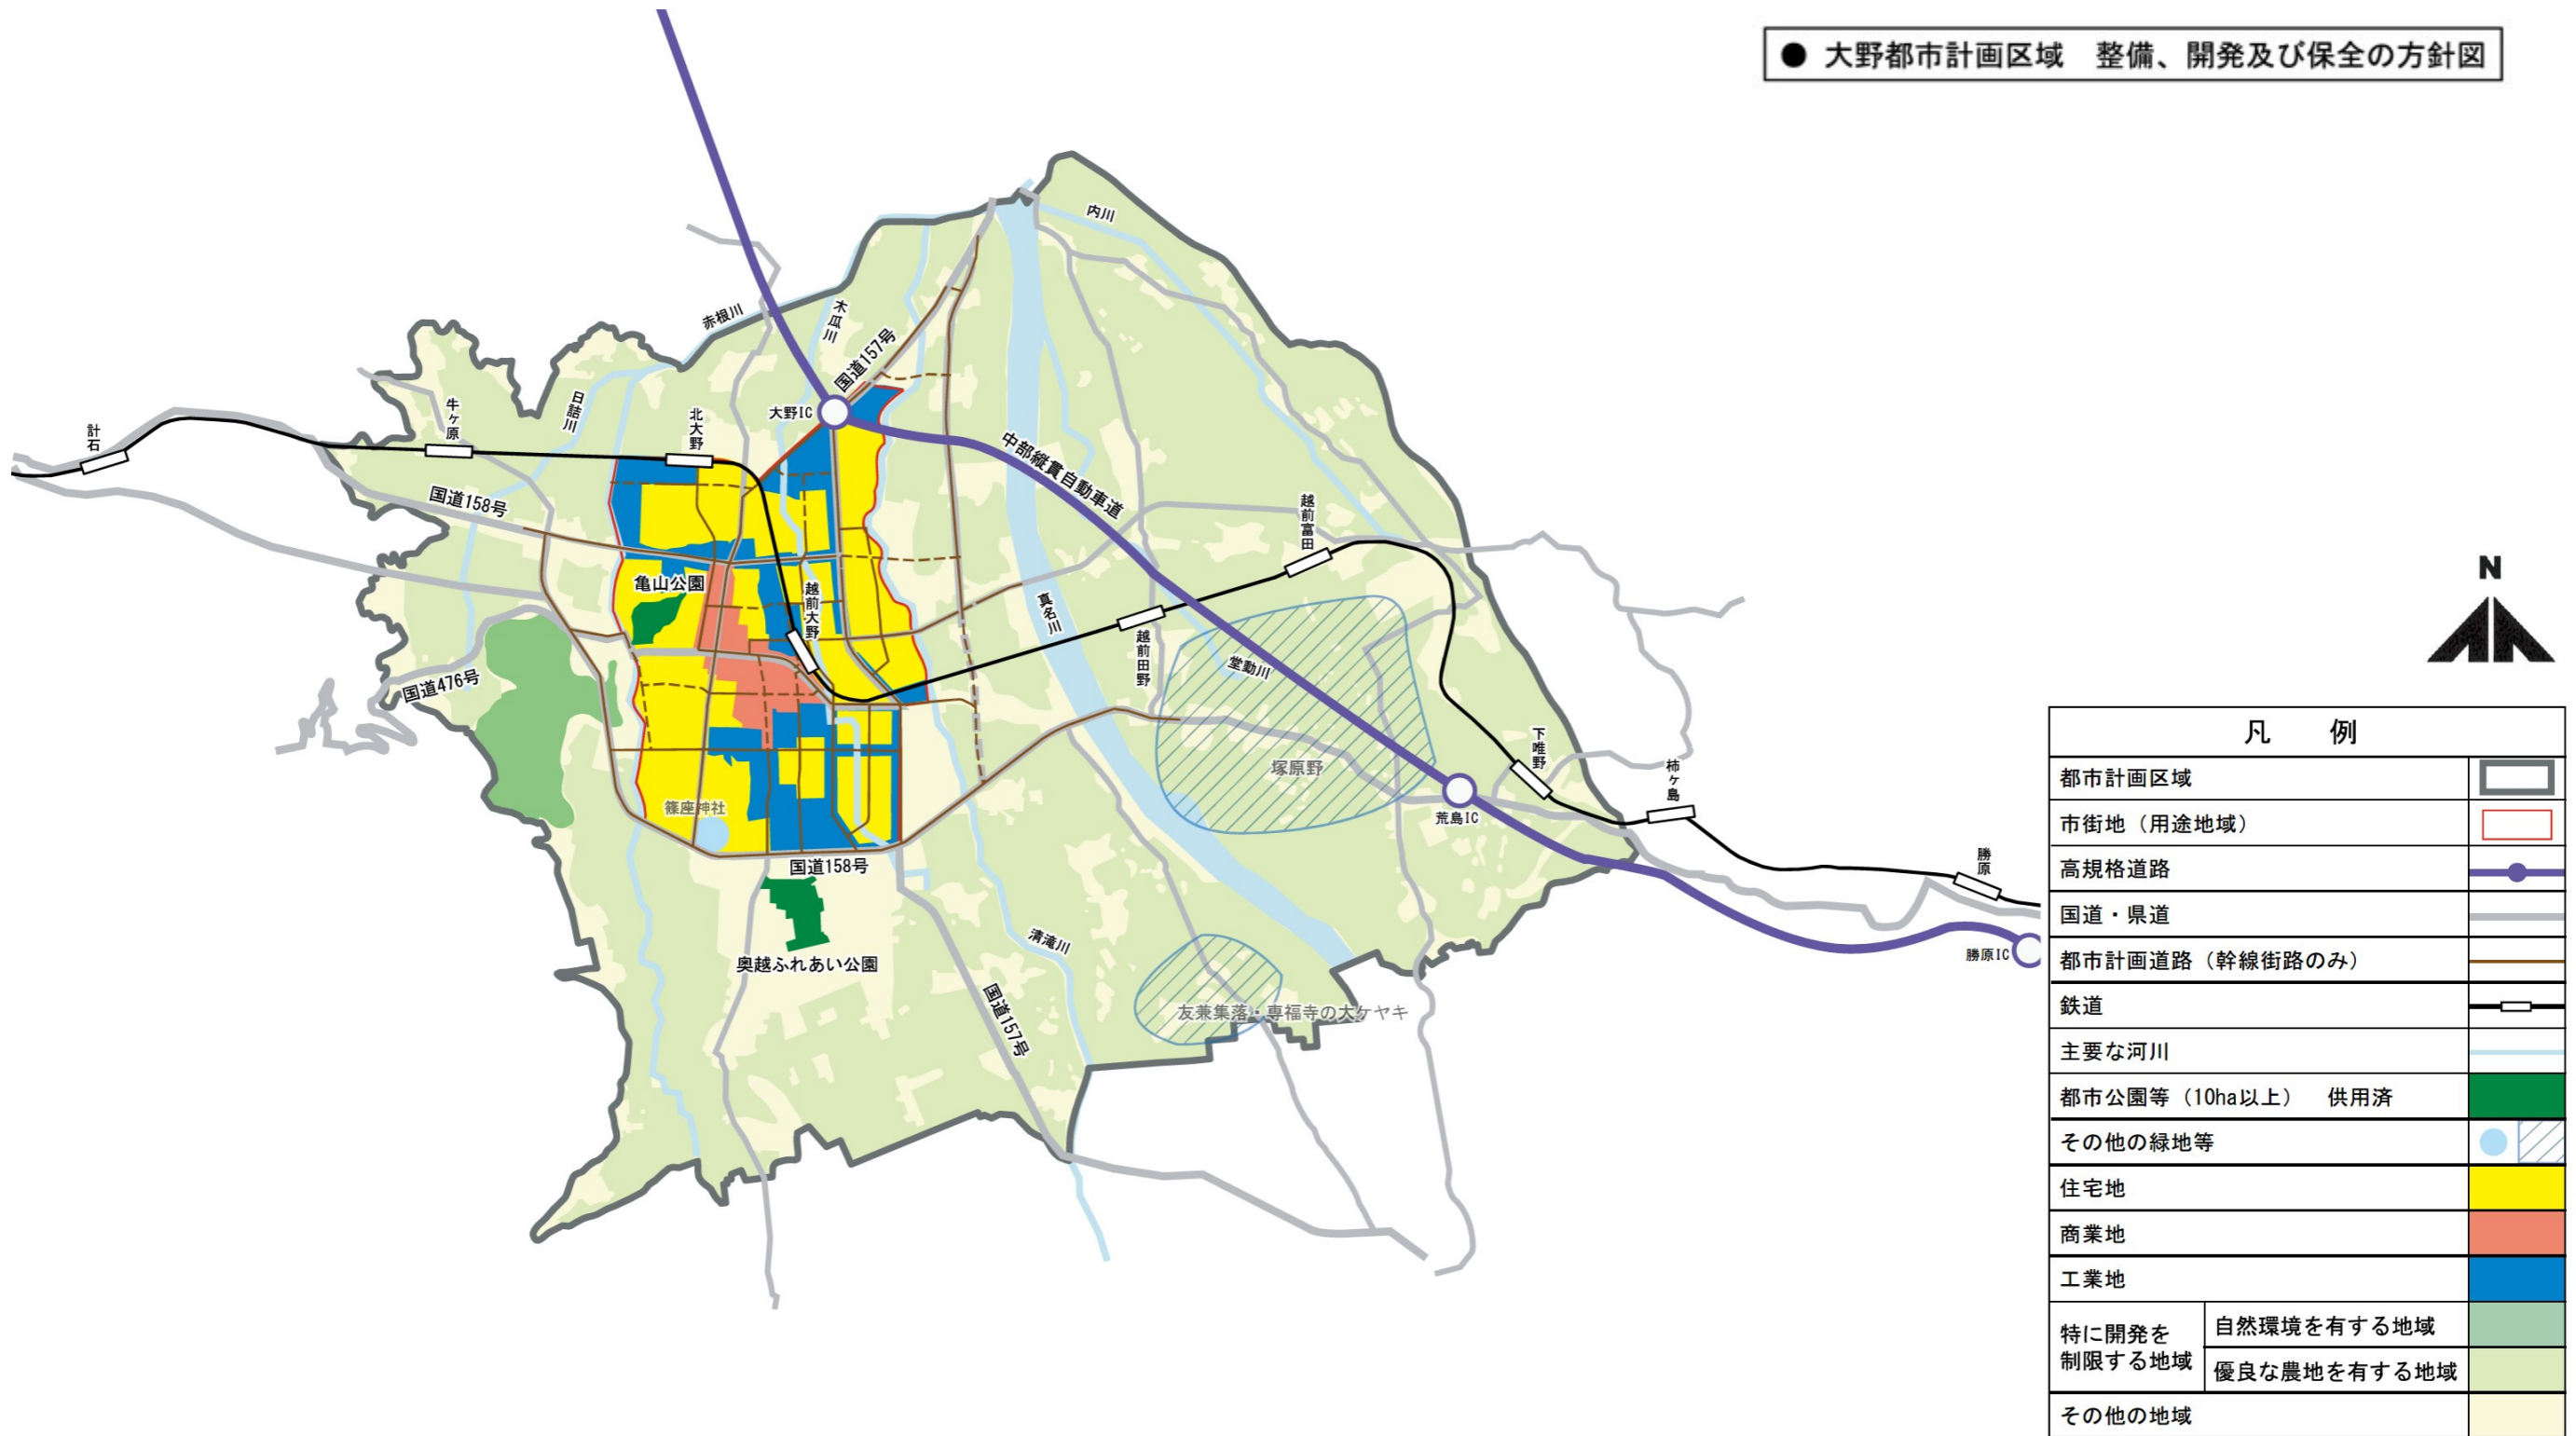 ● 大野都市計画区域　整備、開発及び保全の方針図
内川
赤根川
木瓜川
国道157号
日詰川
牛ヶ原
北大野
大野IC
計石
中部縦貫自動車道
国道158号
越前富田
亀山公園
越前大野
真名川
越前田野
堂動川
国道476号
塚原野
下唯野
柿ヶ島
荒島IC
篠座神社
国道158号
勝原
奥越ふれあい公園
清滝川
勝原IC
国道157号
友兼集落・専福寺の大ケヤキ
N
凡　例
都市計画区域
市街地（用途地域）
高規格道路
国道・県道
都市計画道路（幹線街路のみ）
鉄道
主要な河川
都市公園等（10ha以上）　供用済
その他の緑地等
住宅地
商業地
工業地
特に開発を
制限する地域
自然環境を有する地域
優良な農地を有する地域
その他の地域